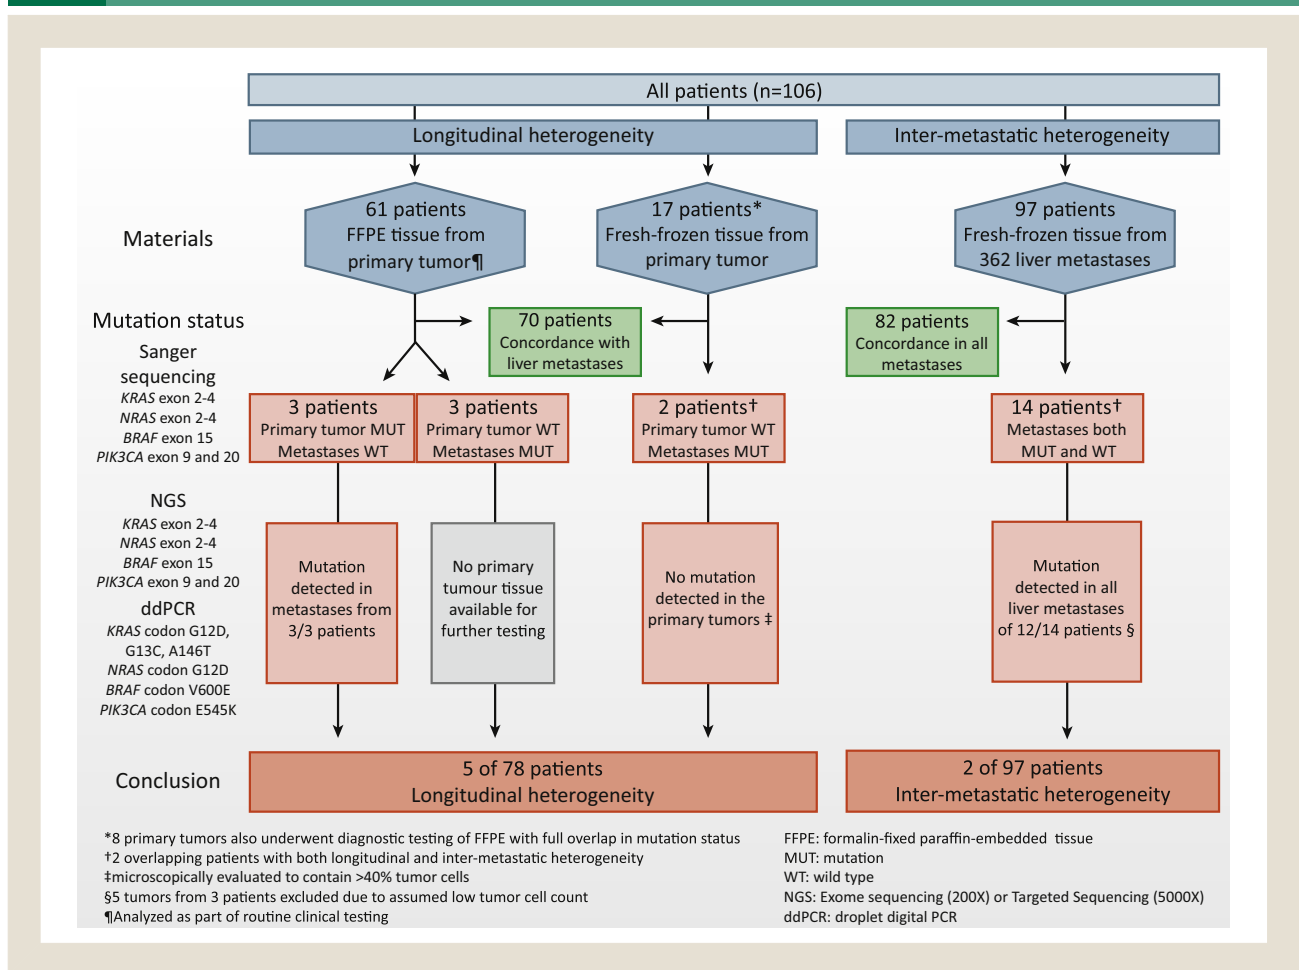 All patients (n=106)
Longitudinal heterogeneity
Inter-metastatic heterogeneity
Materials
61 patients
FFPE tissue from
primary tumor¶
17 patients*
Fresh-frozen tissue from
primary tumor
97 patients
Fresh-frozen tissue from
362 liver metastases
Mutation status
70 patients
Concordance with
liver metastases
82 patients
Concordance in all
metastases
Sanger
sequencing
KRAS exon 2-4
NRAS exon 2-4
BRAF exon 15
PIK3CA exon 9 and 20
3 patients
Primary tumor MUT
Metastases WT
3 patients
Primary tumor WT
Metastases MUT
2 patients†
Primary tumor WT
Metastases MUT
14 patients†
Metastases both
MUT and WT
NGS
KRAS exon 2-4
NRAS exon 2-4
BRAF exon 15
PIK3CA exon 9 and 20
ddPCR
KRAS codon G12D,
G13C, A146T
NRAS codon G12D
BRAF codon V600E
PIK3CA codon E545K
Mutation
detected in
metastases from
3/3 patients
No primary
tumour tissue
available for
further testing
No mutation
detected in the
primary tumors ‡
Mutation
detected in all
liver metastases
of 12/14 patients §
Conclusion
5 of 78 patients
Longitudinal heterogeneity
2 of 97 patients
Inter-metastatic heterogeneity
*8 primary tumors also underwent diagnostic testing of FFPE with full overlap in mutation status
†2 overlapping patients with both longitudinal and inter-metastatic heterogeneity
‡microscopically evaluated to contain >40% tumor cells
§5 tumors from 3 patients excluded due to assumed low tumor cell count
¶Analyzed as part of routine clinical testing
FFPE: formalin-fixed paraffin-embedded tissue
MUT: mutation
WT: wild type
NGS: Exome sequencing (200X) or Targeted Sequencing (5000X)
ddPCR: droplet digital PCR